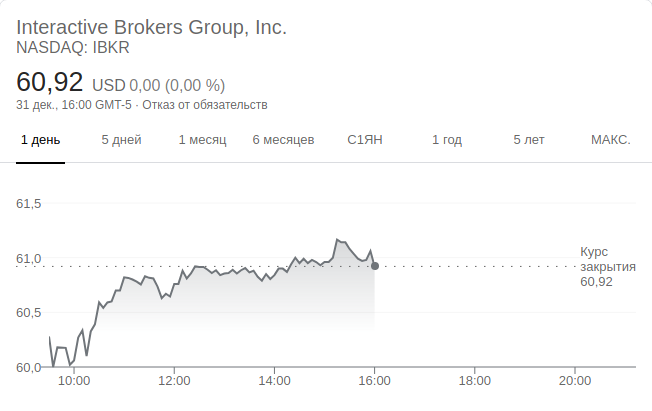 Interactive Brokers Group, Inc.
NASDAQ: IBKR
60,92 USD 0,00 (0,00 %)
31 дек., 16:00 GMT-5 · Отказ от обязательств
1 день 5 дней 1 месяц 6 месяцев С1ЯН 1 год 5 лет МАКС.
61,5
61,0
Курс
закрытия
60,92
60,5
60,0
10:00 12:00 14:00 16:00 18:00 20:00